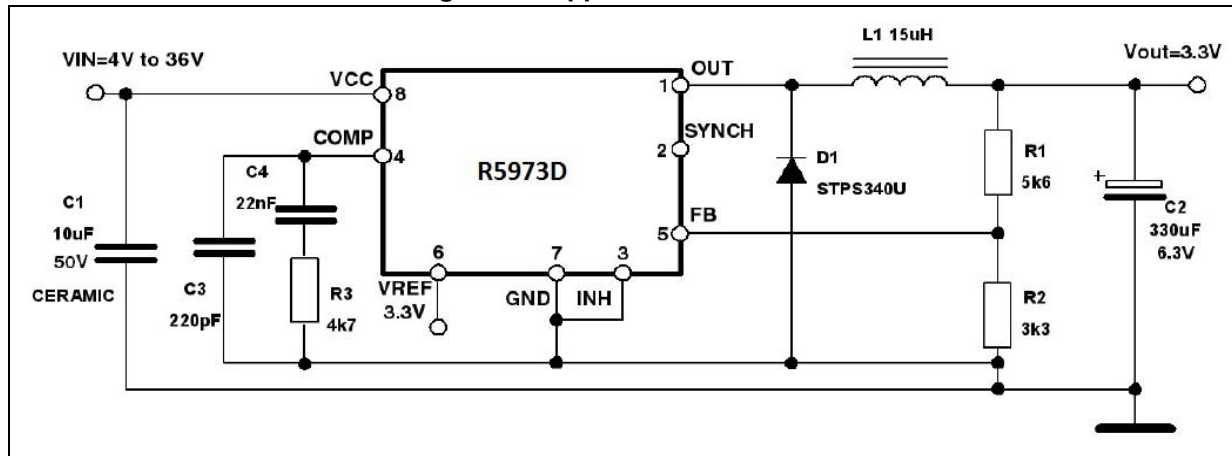 L1 15uH
VIN=4V to 36V
Vout=3.3V
OUT
VCC
1
8
SYNCH
COMP
2
4
R5973D
D1
STPS340U
R1
5k6
C4
22nF
C1
10uF
50V
CERAMIC
FB
5
+
C2
330uF
6.3V
6
7
3
C3
220pF
R3
4k7
VREF
3.3V
GND
INH
R2
3k3